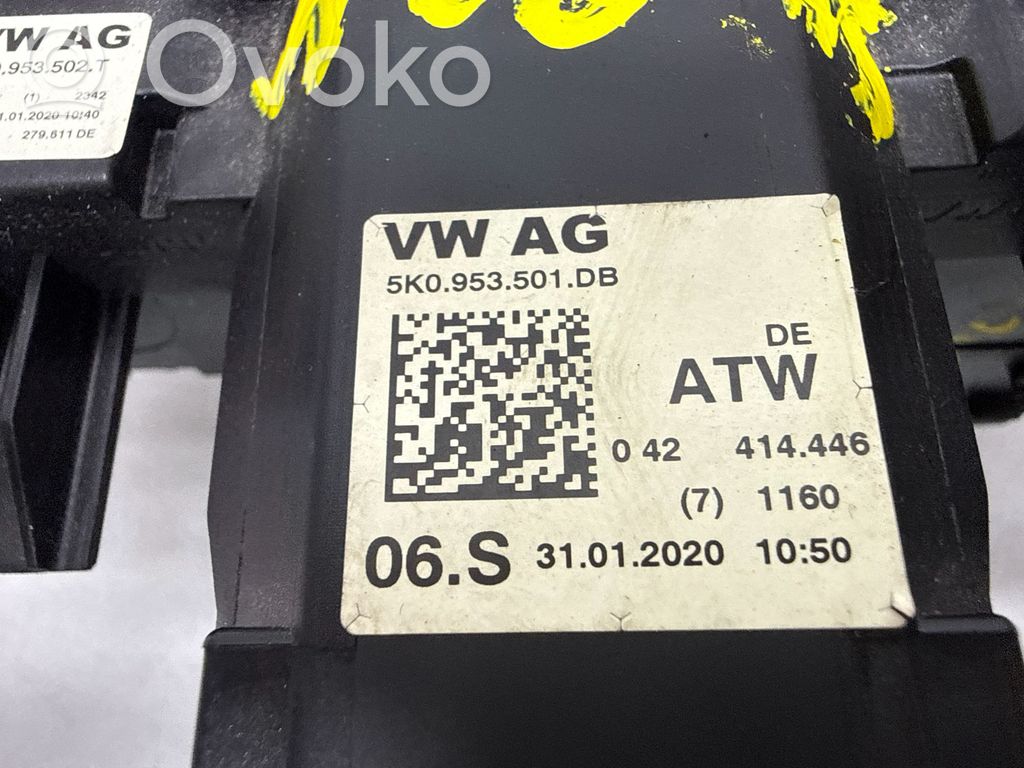 VW AG
0.953.502.T
(1) 2342
1.01.2020 10:40
279.611 DE
Ovoko
VW AG
5K0.953.501.DB
DE
ATW
0 42 414.446
(7) 1160
06.S 31.01.2020 10:50